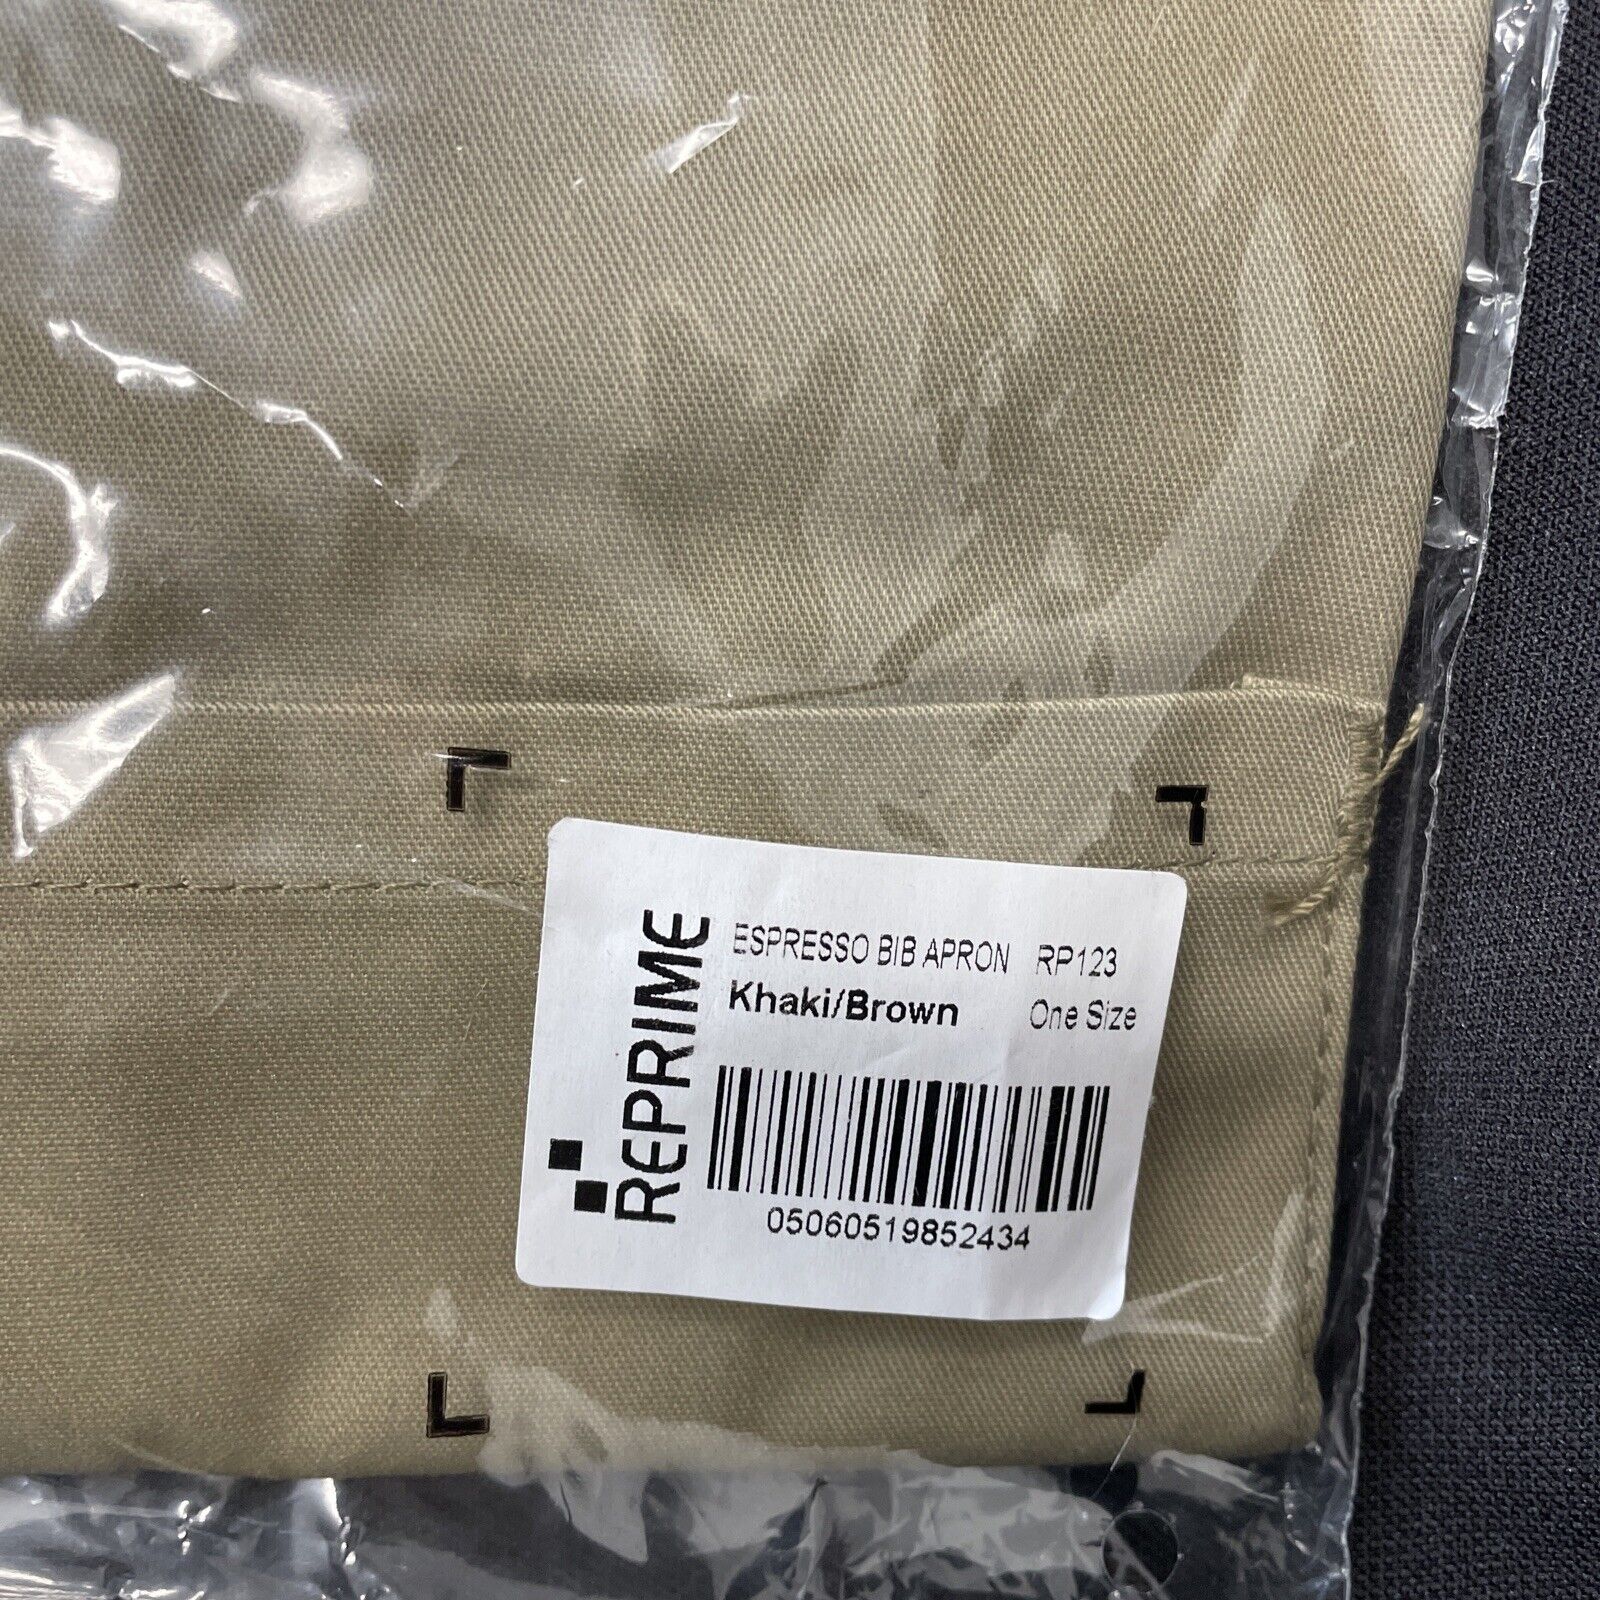 REPRIME
ESPRESSO BIB APRON RP123
Khaki/Brown One Size
05060519852434